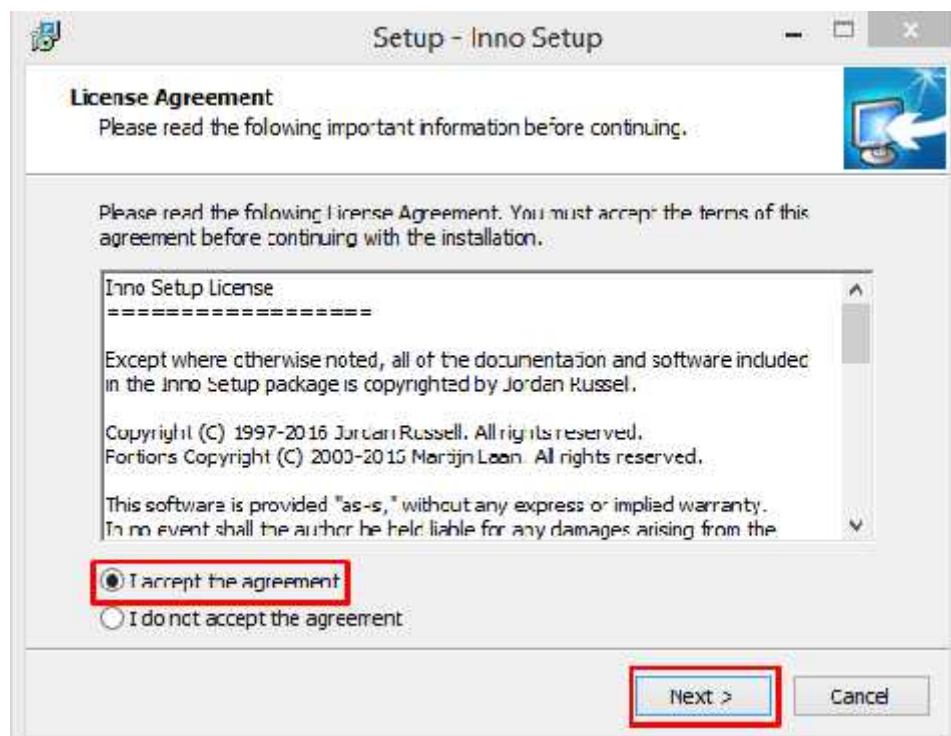 Setup - Inno Setup
License Agreement
Please read the following important information before continuing.
Please read the following License Agreement. You must accept the terms of this
agreement before continuing with the installation.
Inno Setup License
==================
Except where otherwise noted, all of the documentation and software included
in the Inno Setup package is copyrighted by Jordan Russell.
Copyright (C) 1997-2016 Jordan Russell. All rights reserved.
Portions Copyright (C) 2000-2016 Martijn Laan. All rights reserved.
This software is provided "as-is," without any express or implied warranty.
In no event shall the author be held liable for any damages arising from the
I accept the agreement
I do not accept the agreement
Next >
Cancel